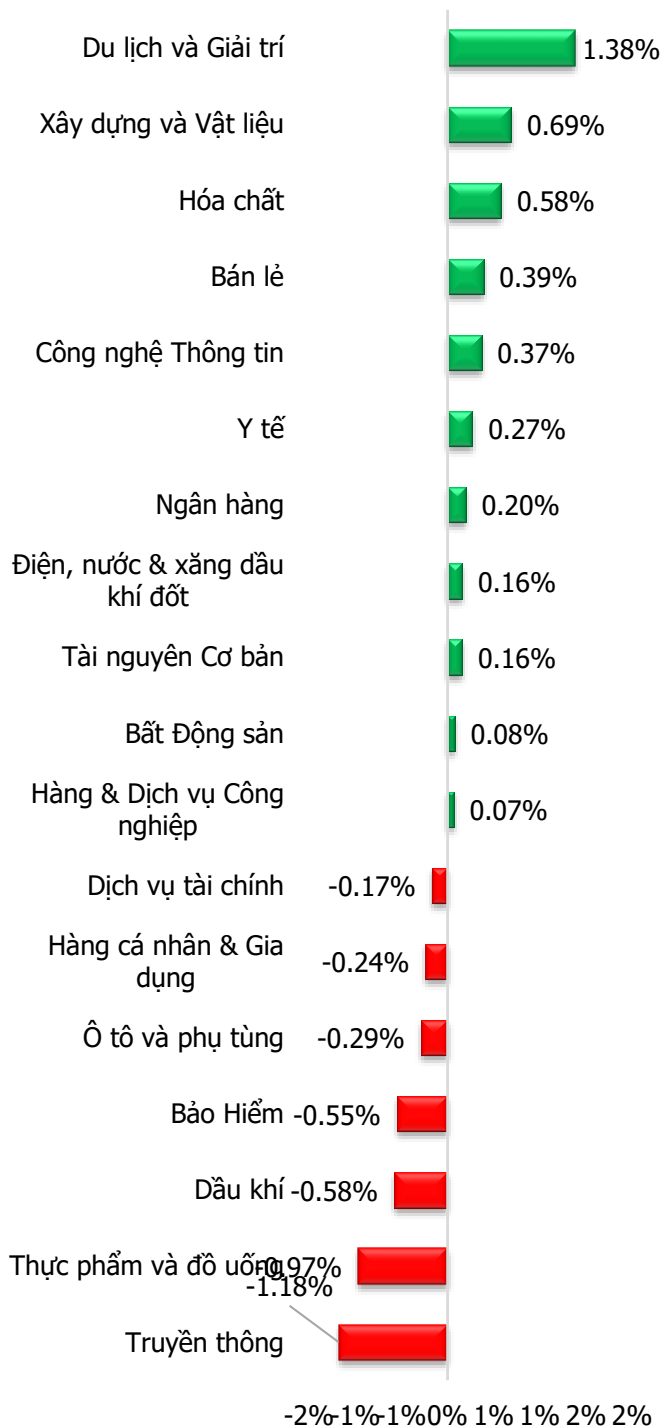 Du lịch và Giải trí 1.38%
Xây dựng và Vật liệu 0.69%
Hóa chất 0.58%
Bán lẻ 0.39%
Công nghệ Thông tin 0.37%
Y tế 0.27%
Ngân hàng 0.20%
Điện, nước & xăng dầu
khí đốt 0.16%
Tài nguyên Cơ bản 0.16%
Bất Động sản 0.08%
Hàng & Dịch vụ Công
nghiệp 0.07%
Dịch vụ tài chính -0.17%
Hàng cá nhân & Gia
dụng -0.24%
Ô tô và phụ tùng -0.29%
Bảo Hiểm -0.55%
Dầu khí -0.58%
Thực phẩm và đồ uống -0.97%
-1.18%
Truyền thông
-2% -1% -1% 0% 1% 1% 2% 2%